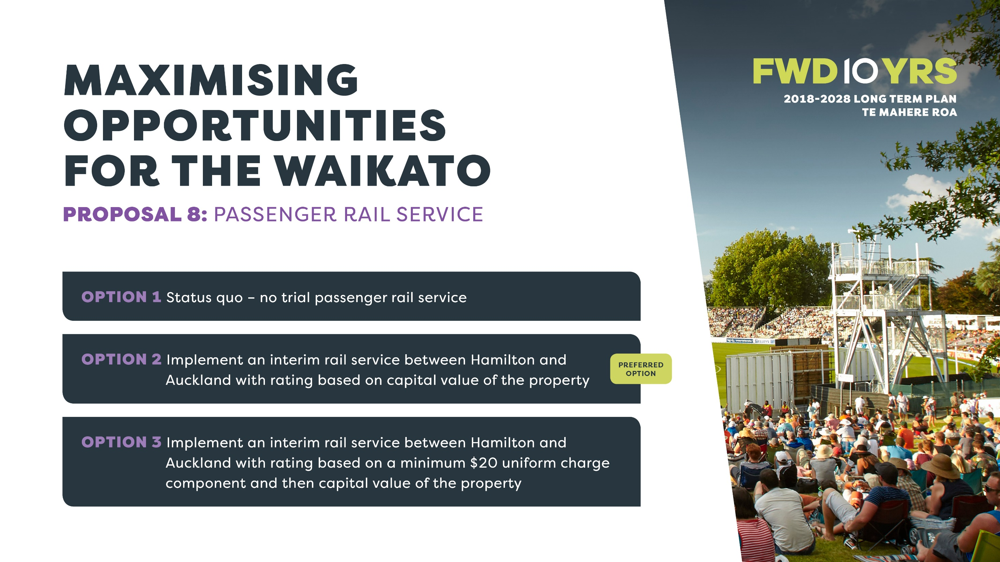 MAXIMISING
OPPORTUNITIES
FOR THE WAIKATO
PROPOSAL 8: PASSENGER RAIL SERVICE
OPTION 1 Status quo – no trial passenger rail service
OPTION 2 Implement an interim rail service between Hamilton and
Auckland with rating based on capital value of the property
PREFERRED
OPTION
OPTION 3 Implement an interim rail service between Hamilton and
Auckland with rating based on a minimum $20 uniform charge
component and then capital value of the property
FWD 10 YRS
2018-2028 LONG TERM PLAN
TE MAHERE ROA
SELLEYS